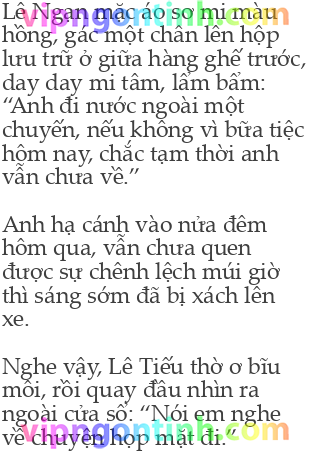 Lê Ngạn mặc áo sơ mi màu
vipngontinh.com
hồng, gác một chân lên hộp
lưu trữ ở giữa hàng ghế trước,
day day mi tâm, lẩm bẩm:
“Anh đi nước ngoài một
chuyến, nếu không vì bữa tiệc
hôm nay, chắc tạm thời anh
vẫn chưa về.”
Anh hạ cánh vào nửa đêm
hôm qua, vẫn chưa quen
được sự chênh lệch múi giờ
thì sáng sớm đã bị xách lên
xe.
Nghe vậy, Lê Tiếu thờ ơ bĩu
môi, rồi quay đầu nhìn ra
ngoài cửa sổ: “Nói em nghe
vipngontinh.com
về chuyện họp mặt đi.”